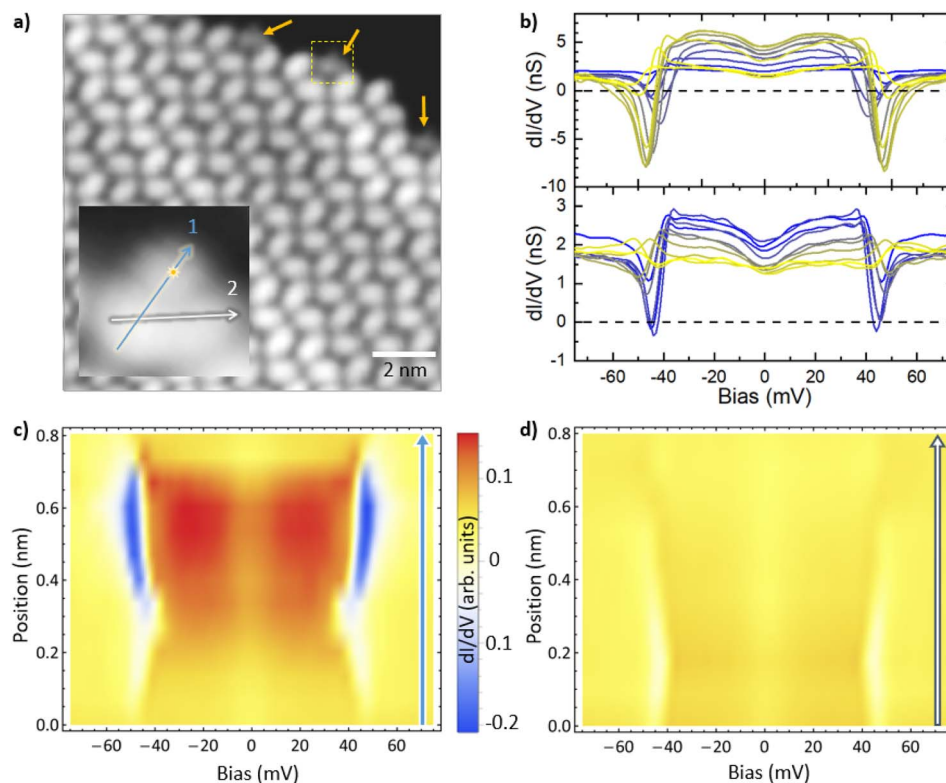 a)
1
2
2 nm
b)
dI/dV (nS)
5
0
-5
-10
3
2
1
0
-1
-60 -40 -20 0 20 40 60
Bias (mV)
c)
Position (nm)
0.8
0.6
0.4
0.2
0.0
−60 −40 −20 0 20 40 60
Bias (mV)
dI/dV (arb. units)
0.1
0
0.1
-0.2
d)
Position (nm)
0.8
0.6
0.4
0.2
0.0
−60 −40 −20 0 20 40 60
Bias (mV)